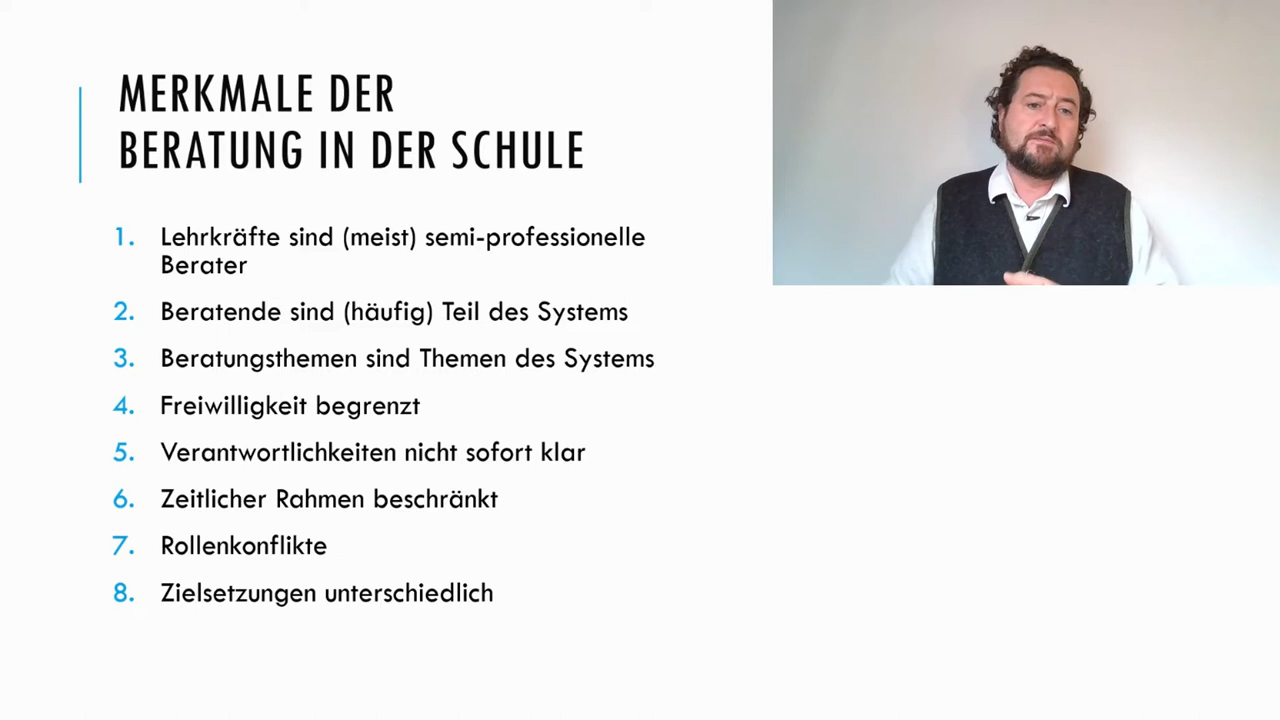 MERKMALE DER
BERATUNG IN DER SCHULE
1. Lehrkräfte sind (meist) semi-professionelle
Berater
2. Beratende sind (häufig) Teil des Systems
3. Beratungsthemen sind Themen des Systems
4. Freiwilligkeit begrenzt
5. Verantwortlichkeiten nicht sofort klar
6. Zeitlicher Rahmen beschränkt
7. Rollenkonflikte
8. Zielsetzungen unterschiedlich